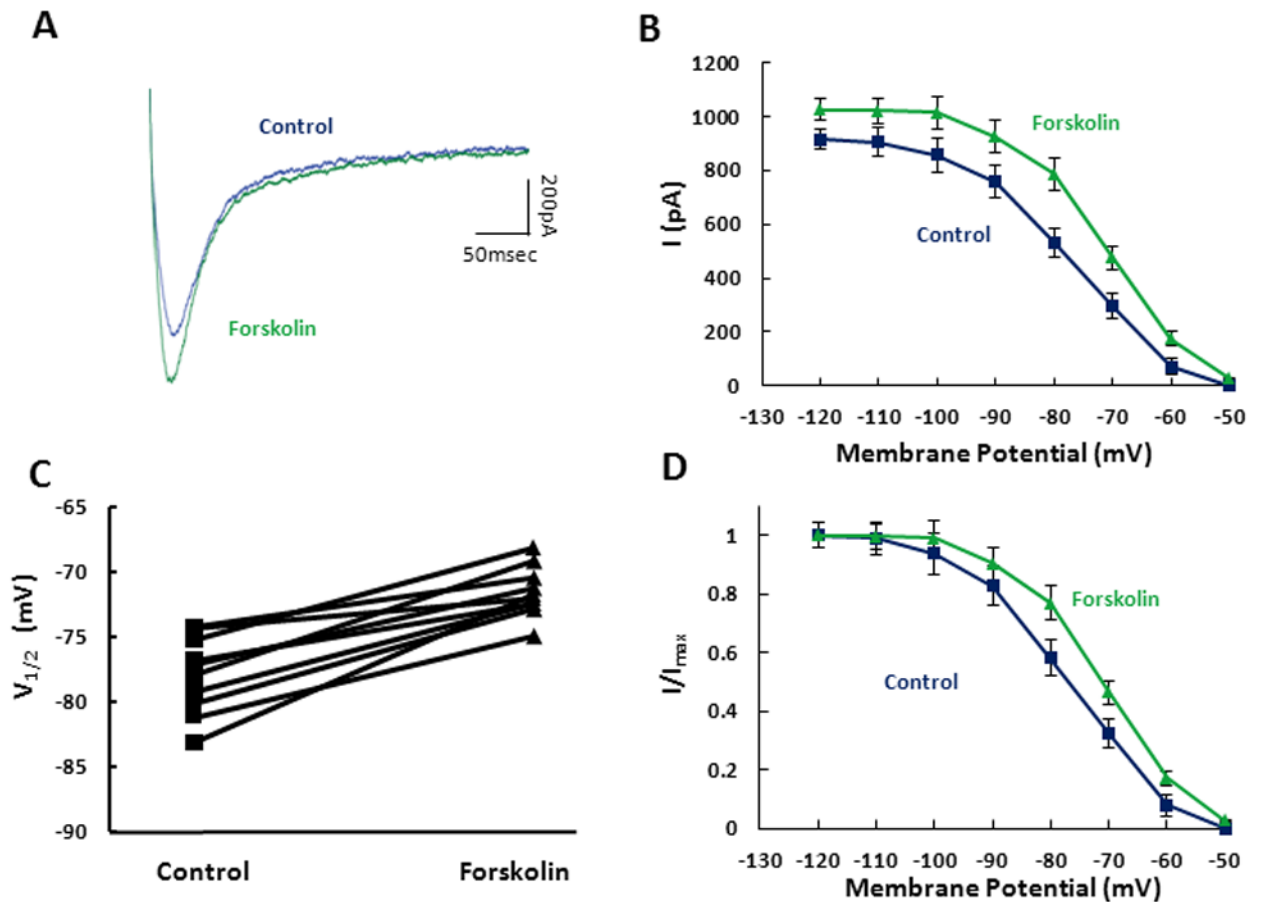 A
Control
Forskolin
200pA
50msec
B
1200
1000
800
600
400
200
0
I (pA)
Forskolin
Control
-130 -120 -110 -100 -90 -80 -70 -60 -50
Membrane Potential (mV)
C
-65
-70
-75
-80
-85
-90
V1/2 (mV)
Control Forskolin
D
1
0.8
0.6
0.4
0.2
0
I/Imax
Forskolin
Control
-130 -120 -110 -100 -90 -80 -70 -60 -50
Membrane Potential (mV)